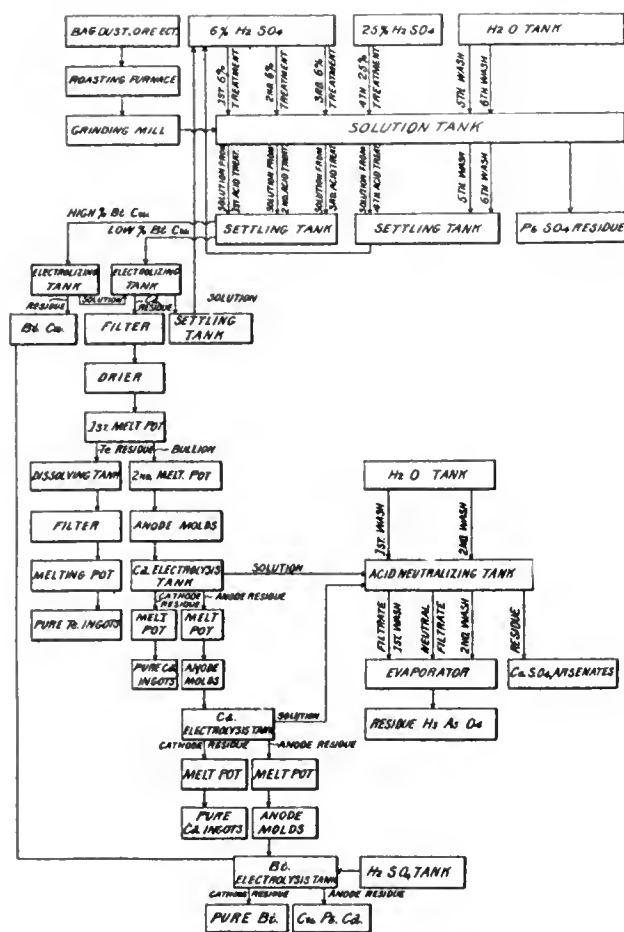 BAG DUST. ORE ECT.
6% H2 SO4
25% H2 SO4
H2 O TANK
ROASTING FURNACE
1ST 6%
TREATMENT
2ND 6%
TREATMENT
3RD 6%
TREATMENT
4TH 25%
TREATMENT
5TH WASH
6TH WASH
GRINDING MILL
SOLUTION TANK
SOLUTION FROM
1ST ACID TREAT.
SOLUTION FROM
2ND ACID TREAT.
SOLUTION FROM
3RD ACID TREAT.
SOLUTION FROM
4TH ACID TREAT.
5TH WASH
6TH WASH
HIGH % Bi Cu
LOW % Bi Cu
SETTLING TANK
SETTLING TANK
Pb SO4 RESIDUE
ELECTROLIZING
TANK
ELECTROLIZING
TANK
RESIDUE
SOLUTION
Cd
RESIDUE
SOLUTION
Bi Cu
FILTER
SETTLING
TANK
DRIER
1ST. MELT POT
Te RESIDUE
BULLION
DISSOLVING TANK
2ND. MELT. POT
H2 O TANK
FILTER
ANODE MOLDS
1ST. WASH
2ND WASH
MELTING POT
Cd. ELECTROLYSIS
TANK
SOLUTION
ACID NEUTRALIZING TANK
CATHODE
RESIDUE
ANODE RESIDUE
PURE Te. INGOTS
MELT
POT
MELT
POT
FILTRATE
1ST WASH
NEUTRAL
FILTRATE
2ND WASH
RESIDUE
PURE Cd
INGOTS
ANODE
MOLDS
EVAPORATOR
Ca SO4, ARSENATES
Cd.
ELECTROLYSIS TANK
SOLUTION
RESIDUE H3 As O4
CATHODE RESIDUE
ANODE RESIDUE
MELT POT
MELT POT
PURE
Cd. INGOTS
ANODE
MOLDS
Bi.
ELECTROLYSIS TANK
H2 SO4 TANK
CATHODE RESIDUE
ANODE RESIDUE
PURE Bi.
Cu Pb. Cd.